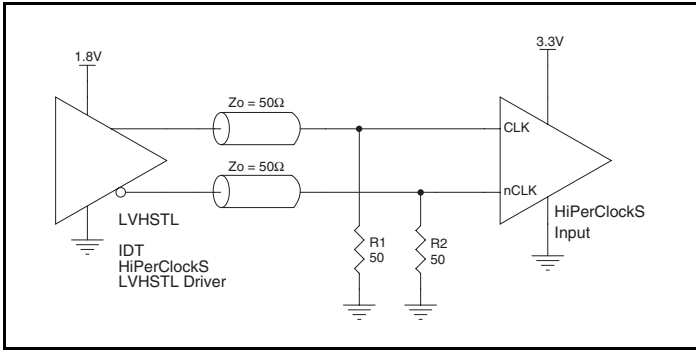 1.8V
3.3V
Zo = 50Ω
CLK
Zo = 50Ω
nCLK
LVHSTL
HiPerClockS
Input
R1
50
R2
50
IDT
HiPerClockS
LVHSTL Driver